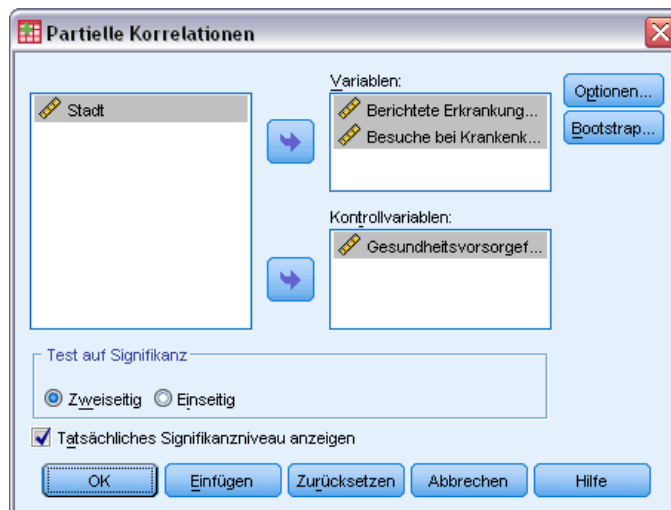 Partielle Korrelationen
Stadt
Variablen:
Berichtete Erkrankung...
Besuche bei Krankenk...
Kontrollvariablen:
Gesundheitsvorsorgef...
Optionen...
Bootstrap...
Test auf Signifikanz
Zweiseitig Einseitig
Tatsächliches Signifikanzniveau anzeigen
OK Einfügen Zurücksetzen Abbrechen Hilfe